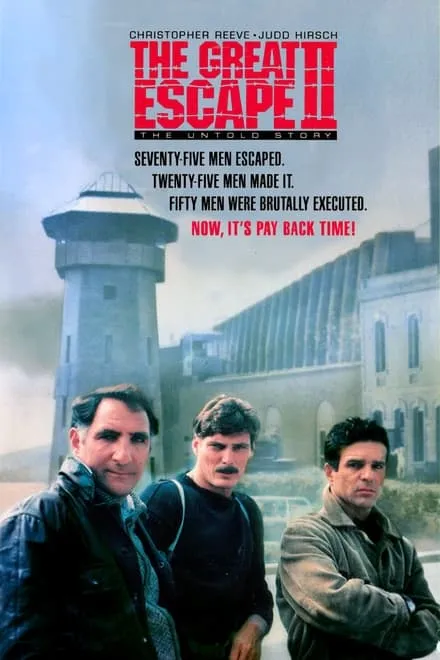 CHRISTOPHER REEVE · JUDD HIRSCH
THE GREAT
ESCAPE II
THE UNTOLD STORY
SEVENTY-FIVE MEN ESCAPED.
TWENTY-FIVE MEN MADE IT.
FIFTY MEN WERE BRUTALLY EXECUTED.
NOW, IT'S PAY BACK TIME!